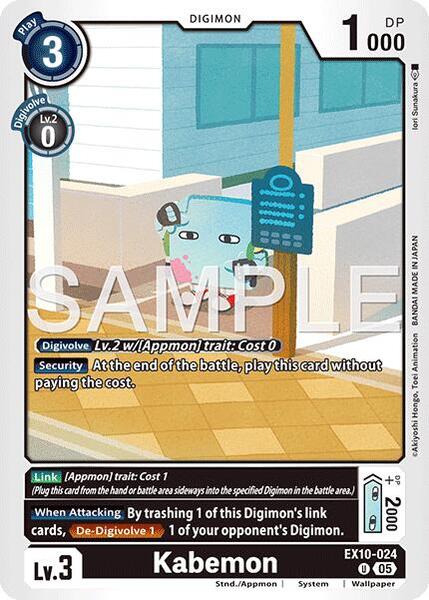 DIGIMON
Play
3
1000
DP
Digivolve
Lv.2
0
Iori Sunakura
BANDAI MADE IN JAPAN
©Akiyoshi Hongo, Toei Animation
SAMPLE
Digivolve Lv.2 w/[Appmon] trait: Cost 0
Security At the end of the battle, play this card without
paying the cost.
Link [Appmon] trait: Cost 1
(Plug this card from the hand or battle area sideways into the specified Digimon in the battle area.)
When Attacking By trashing 1 of this Digimon's link
cards, De-Digivolve 1 1 of your opponent's Digimon.
DP
+2000
Lv.3
Kabemon
EX10-024
U 05
Stnd./Appmon | System | Wallpaper